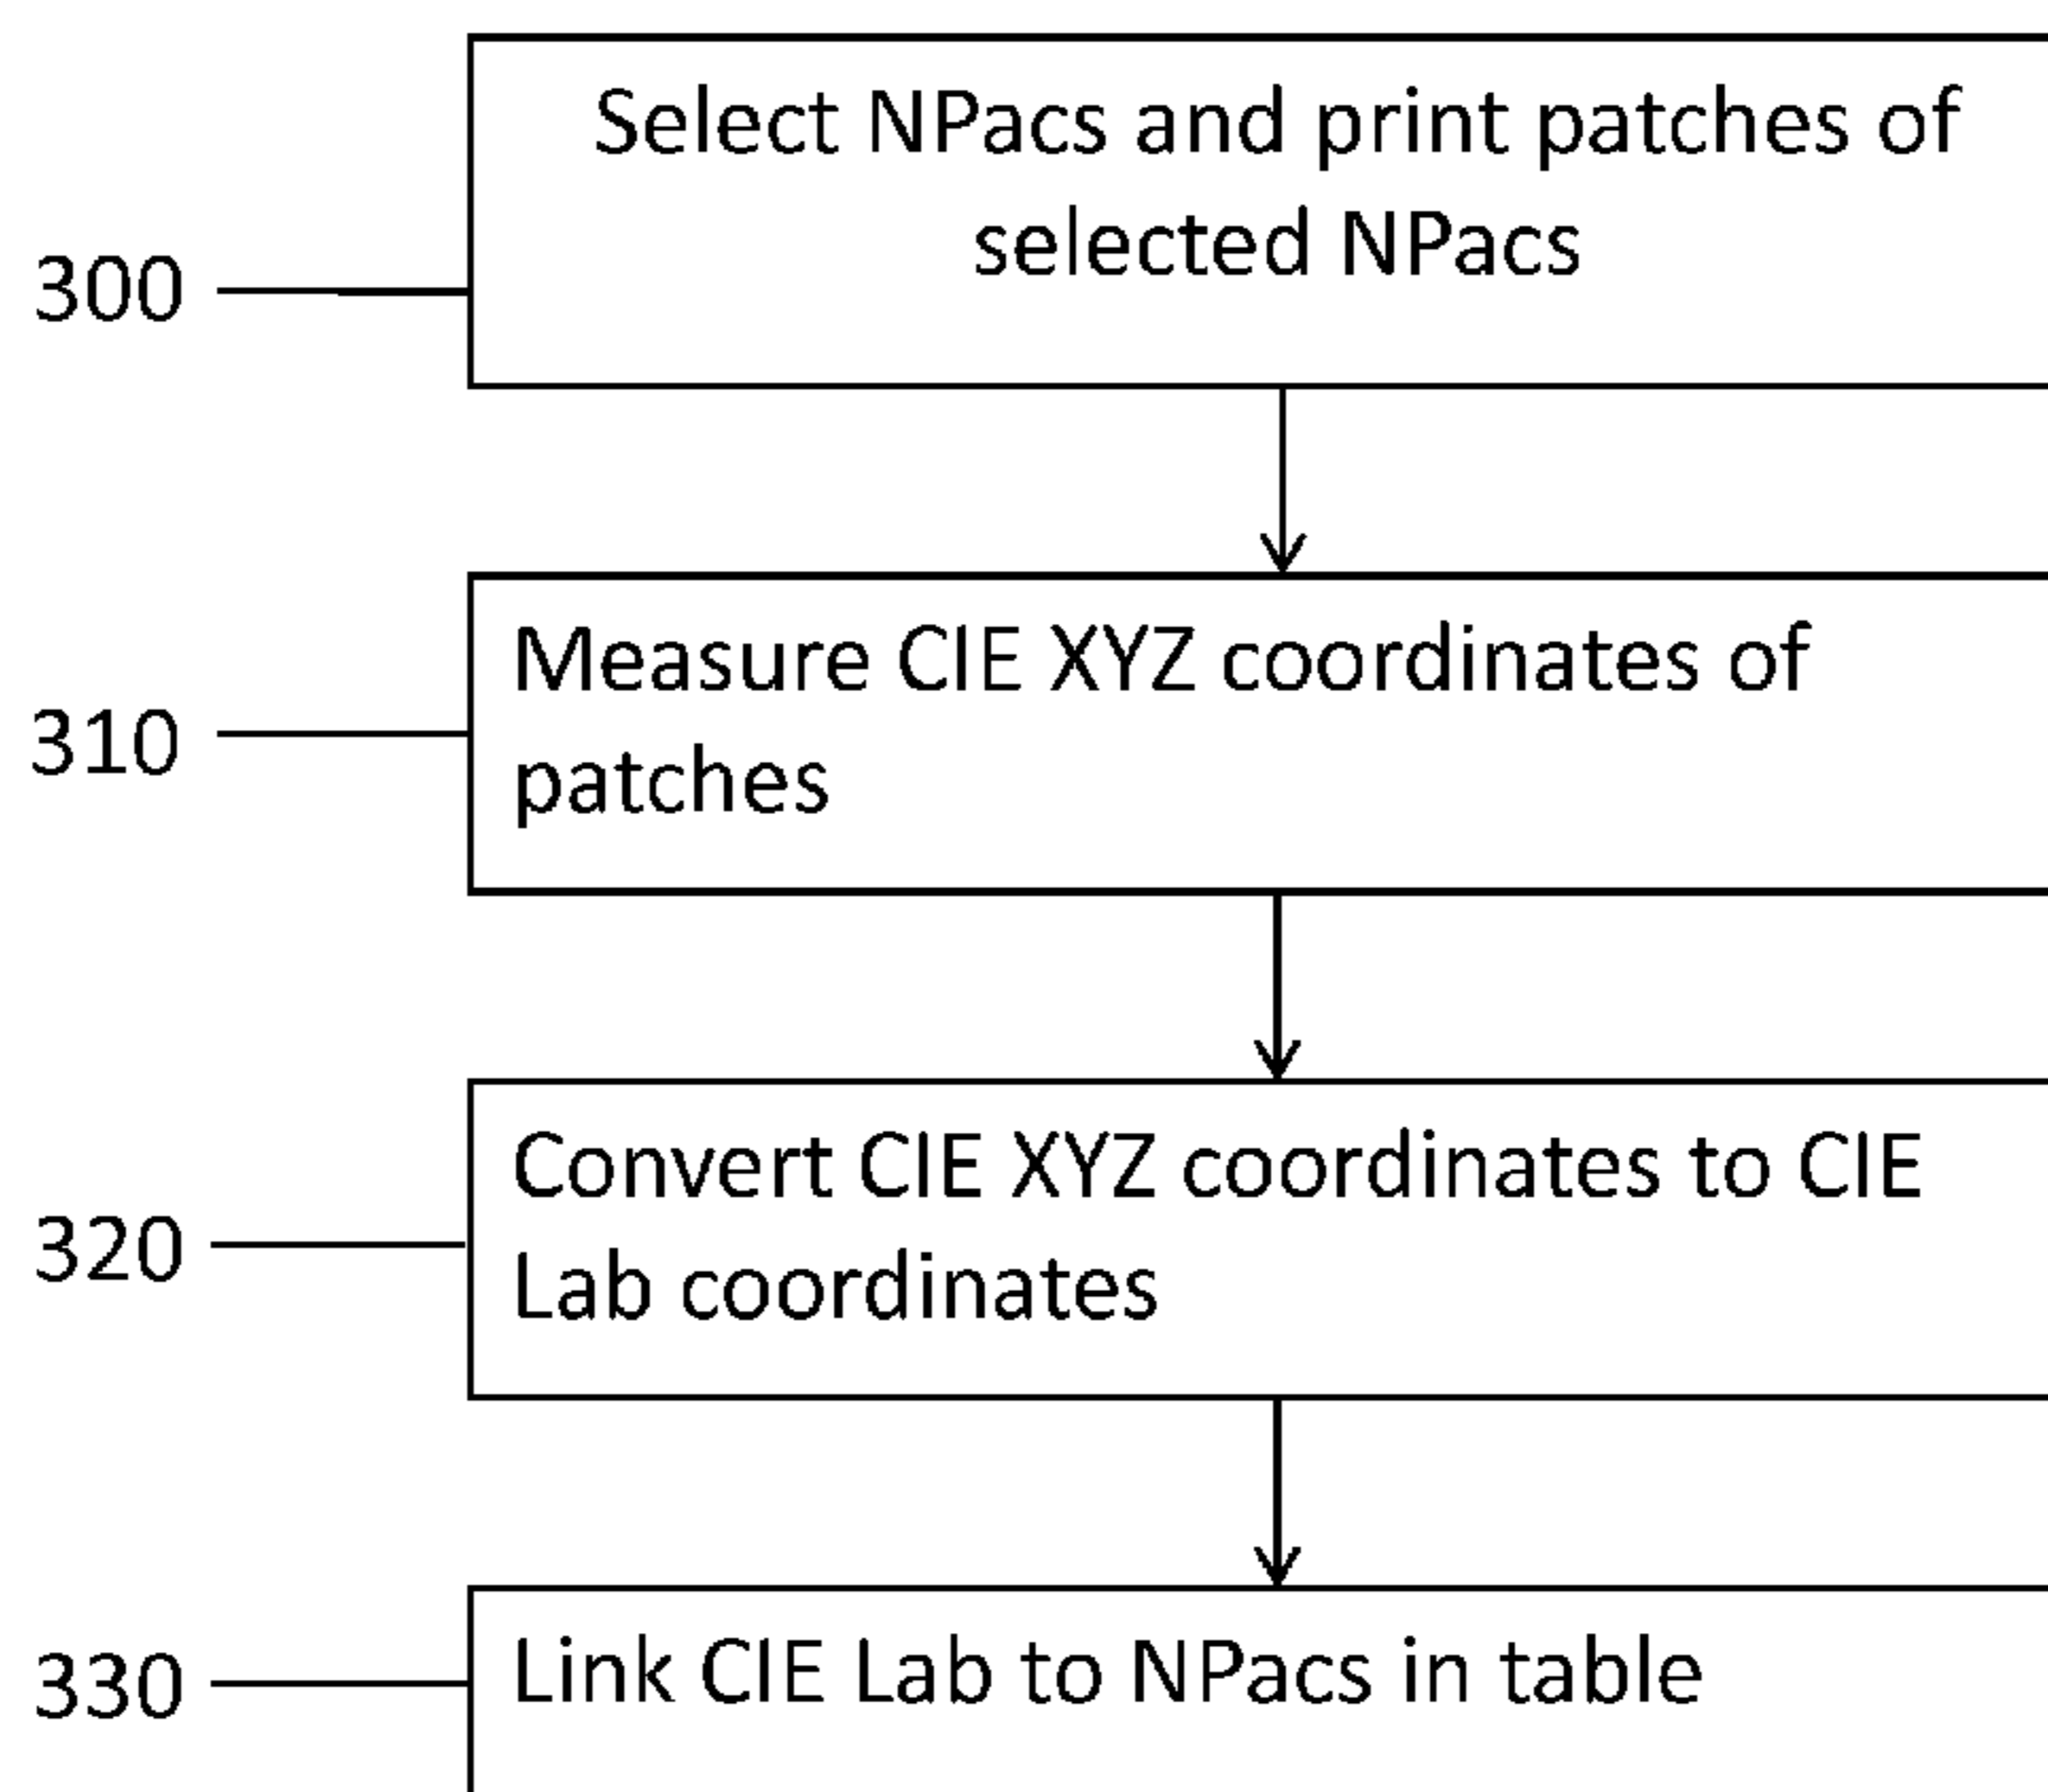 Select NPacs and print patches of
selected NPacs
300
Measure CIE XYZ coordinates of
310
patches
Convert CIE XYZ coordinates to CIE
320
Lab coordinates
330
Link CIE Lab to NPacs in table